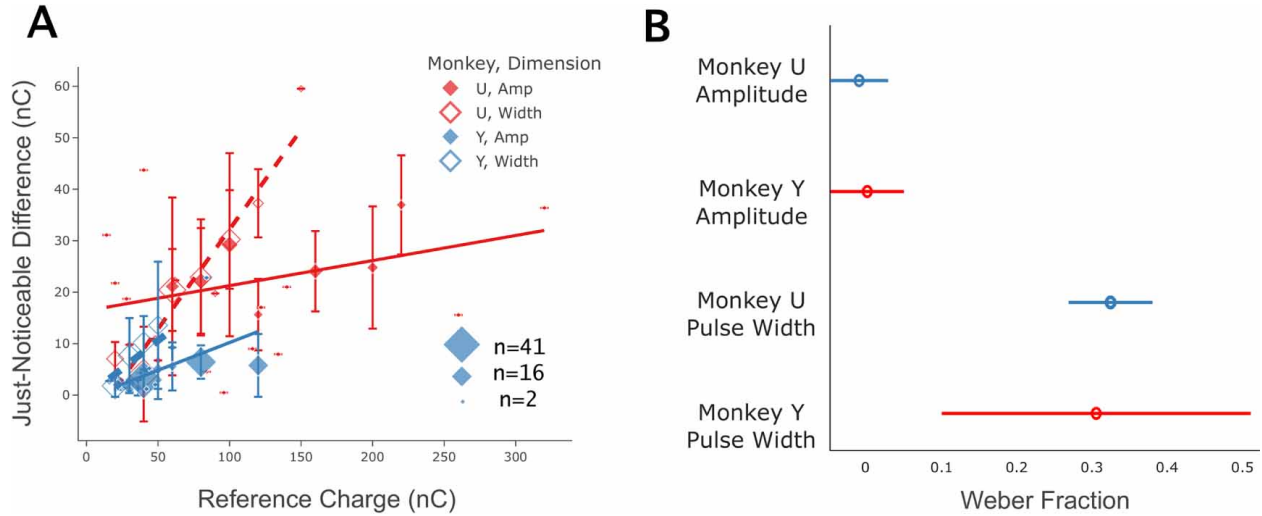 A
Just-Noticeable Difference (nC)
60
50
40
30
20
10
0
0
50
100
150
200
250
300
Reference Charge (nC)
Monkey, Dimension
U, Amp
U, Width
Y, Amp
Y, Width
n=41
n=16
n=2
B
Monkey U
Amplitude
Monkey Y
Amplitude
Monkey U
Pulse Width
Monkey Y
Pulse Width
0
0.1
0.2
0.3
0.4
0.5
Weber Fraction